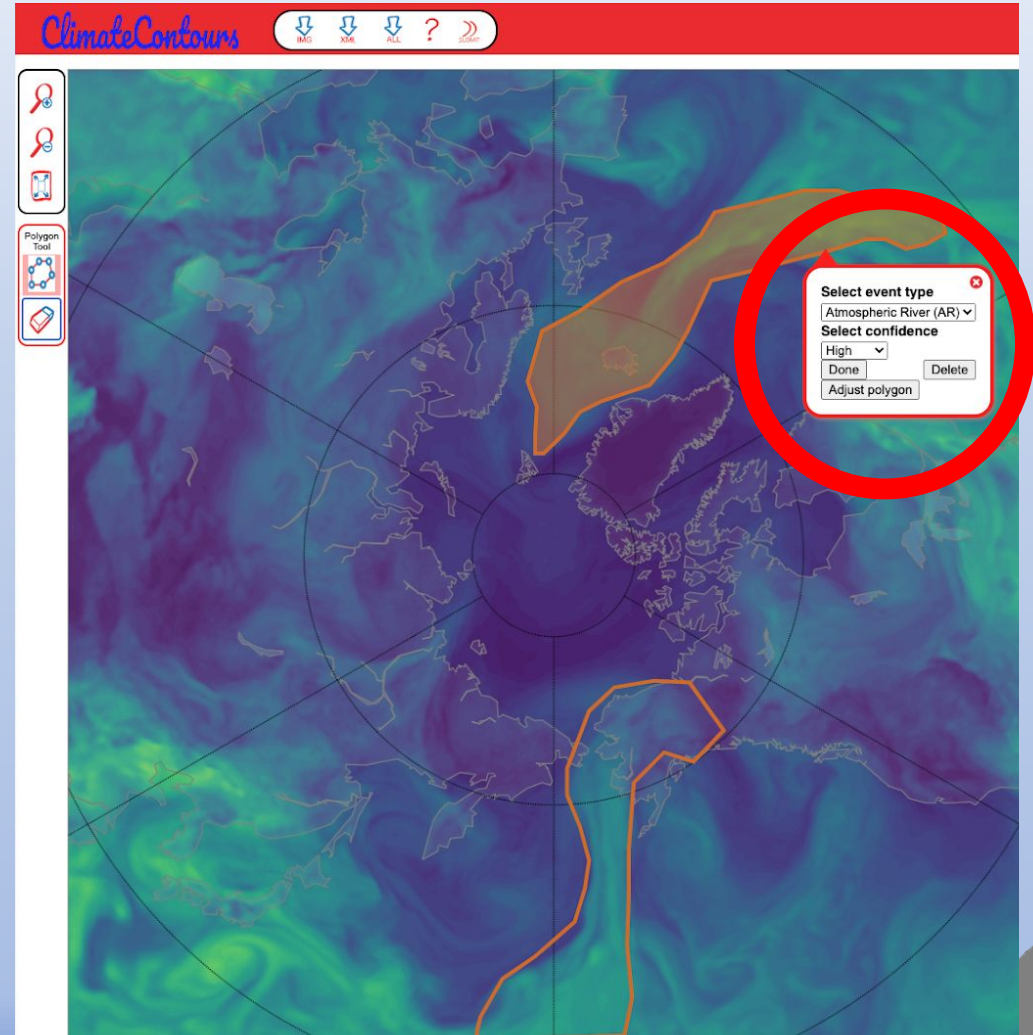 ClimateContours
IMG
XML
ALL
?
SUBMIT
Polygon
Tool
Select event type
Atmospheric River (AR)
Select confidence
High
Done
Delete
Adjust polygon